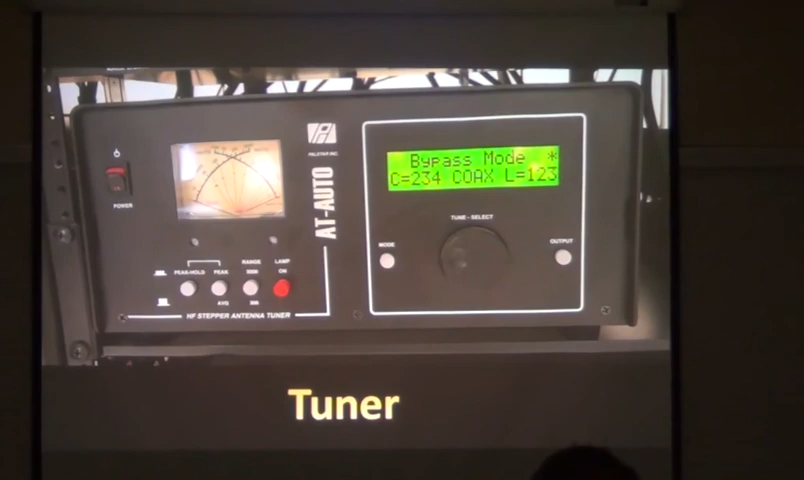 PALSTAR INC.
AT-AUTO
POWER
Bypass Mode *
C=234 COAX L=123
TUNE - SELECT
MODE
OUTPUT
RANGE
LAMP
PEAK-HOLD
PEAK
ON
AVG
300
HF STEPPER ANTENNA TUNER
Tuner